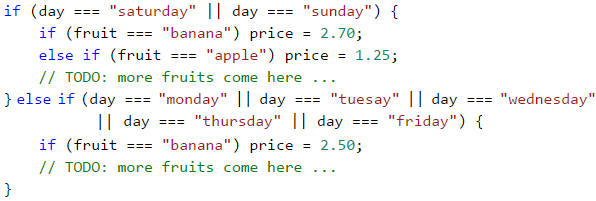 if (day === "saturday" || day === "sunday") {
    if (fruit === "banana") price = 2.70;
    else if (fruit === "apple") price = 1.25;
    // TODO: more fruits come here ...
} else if (day === "monday" || day === "tuesay" || day === "wednesday"
          || day === "thursday" || day === "friday") {
    if (fruit === "banana") price = 2.50;
    // TODO: more fruits come here ...
}